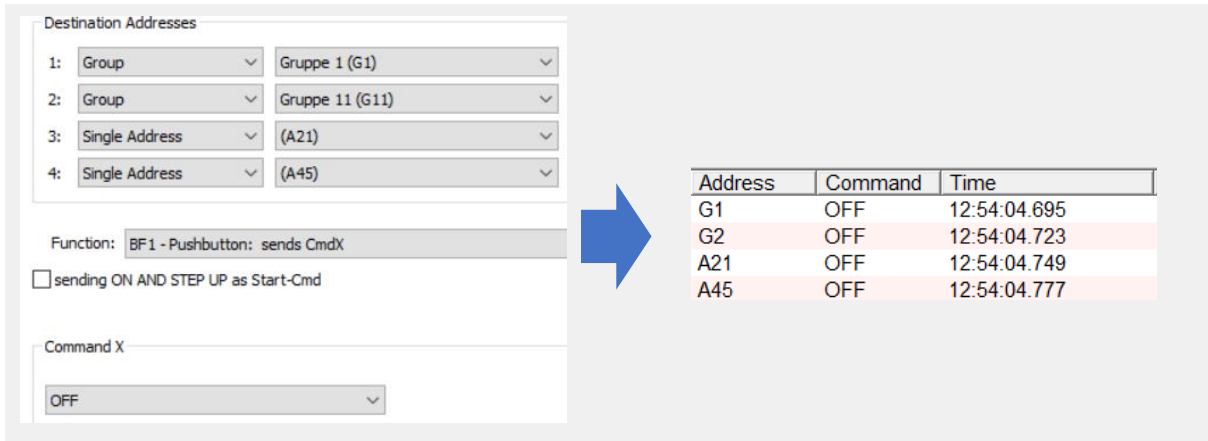 Destination Addresses
1: Group Gruppe 1 (G1)
2: Group Gruppe 11 (G11)
3: Single Address (A21)
4: Single Address (A45)
Function: BF1 - Pushbutton: sends CmdX
sending ON AND STEP UP as Start-Cmd
Command X
OFF
Address Command Time
G1 OFF 12:54:04.695
G2 OFF 12:54:04.723
A21 OFF 12:54:04.749
A45 OFF 12:54:04.777